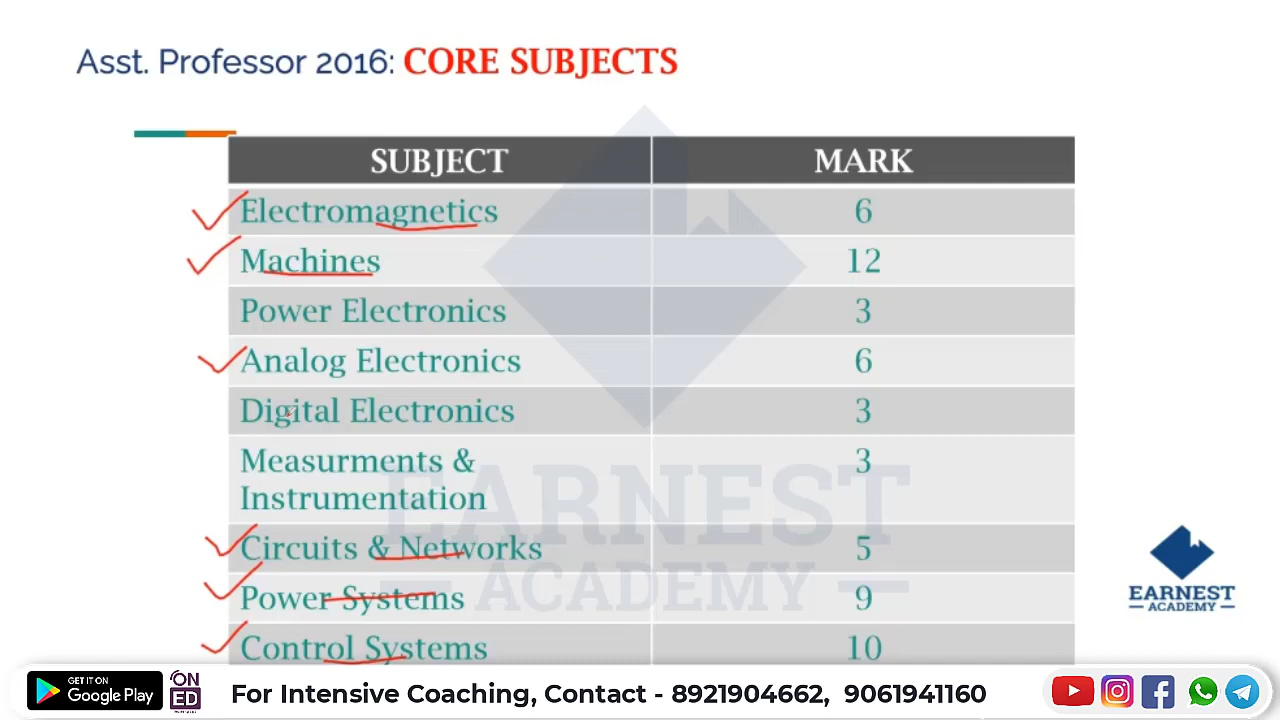 Asst. Professor 2016: CORE SUBJECTS
SUBJECT MARK
Electromagnetics 6
Machines 12
Power Electronics 3
Analog Electronics 6
Digital Electronics 3
Measurments & 3
Instrumentation
Circuits & Networks 5
Power Systems 9
Control Systems 10
EARNEST
ACADEMY
EARNEST
ACADEMY
GET IT ON
Google Play
ON
ED
For Intensive Coaching, Contact - 8921904662, 9061941160